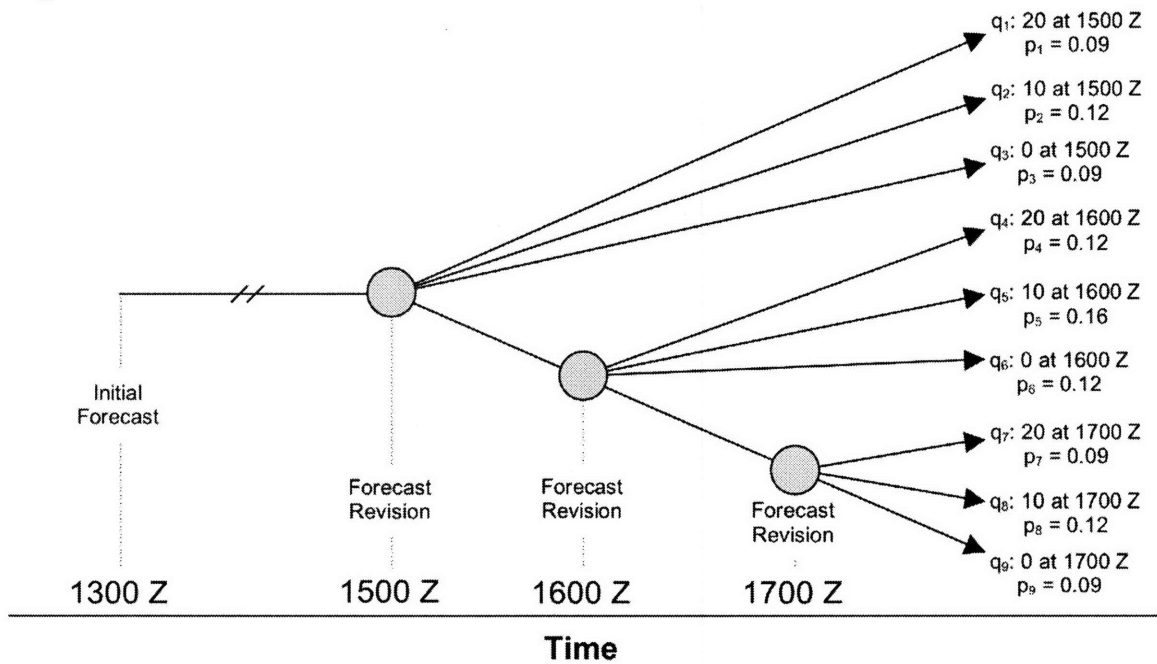 q₁: 20 at 1500 Z
p₁ = 0.09
q₂: 10 at 1500 Z
p₂ = 0.12
q₃: 0 at 1500 Z
p₃ = 0.09
q₄: 20 at 1600 Z
p₄ = 0.12
q₅: 10 at 1600 Z
p₅ = 0.16
q₆: 0 at 1600 Z
p₆ = 0.12
q₇: 20 at 1700 Z
p₇ = 0.09
q₈: 10 at 1700 Z
p₈ = 0.12
q₉: 0 at 1700 Z
p₉ = 0.09
Initial
Forecast
Forecast
Revision
Forecast
Revision
Forecast
Revision
1300 Z
1500 Z
1600 Z
1700 Z
Time